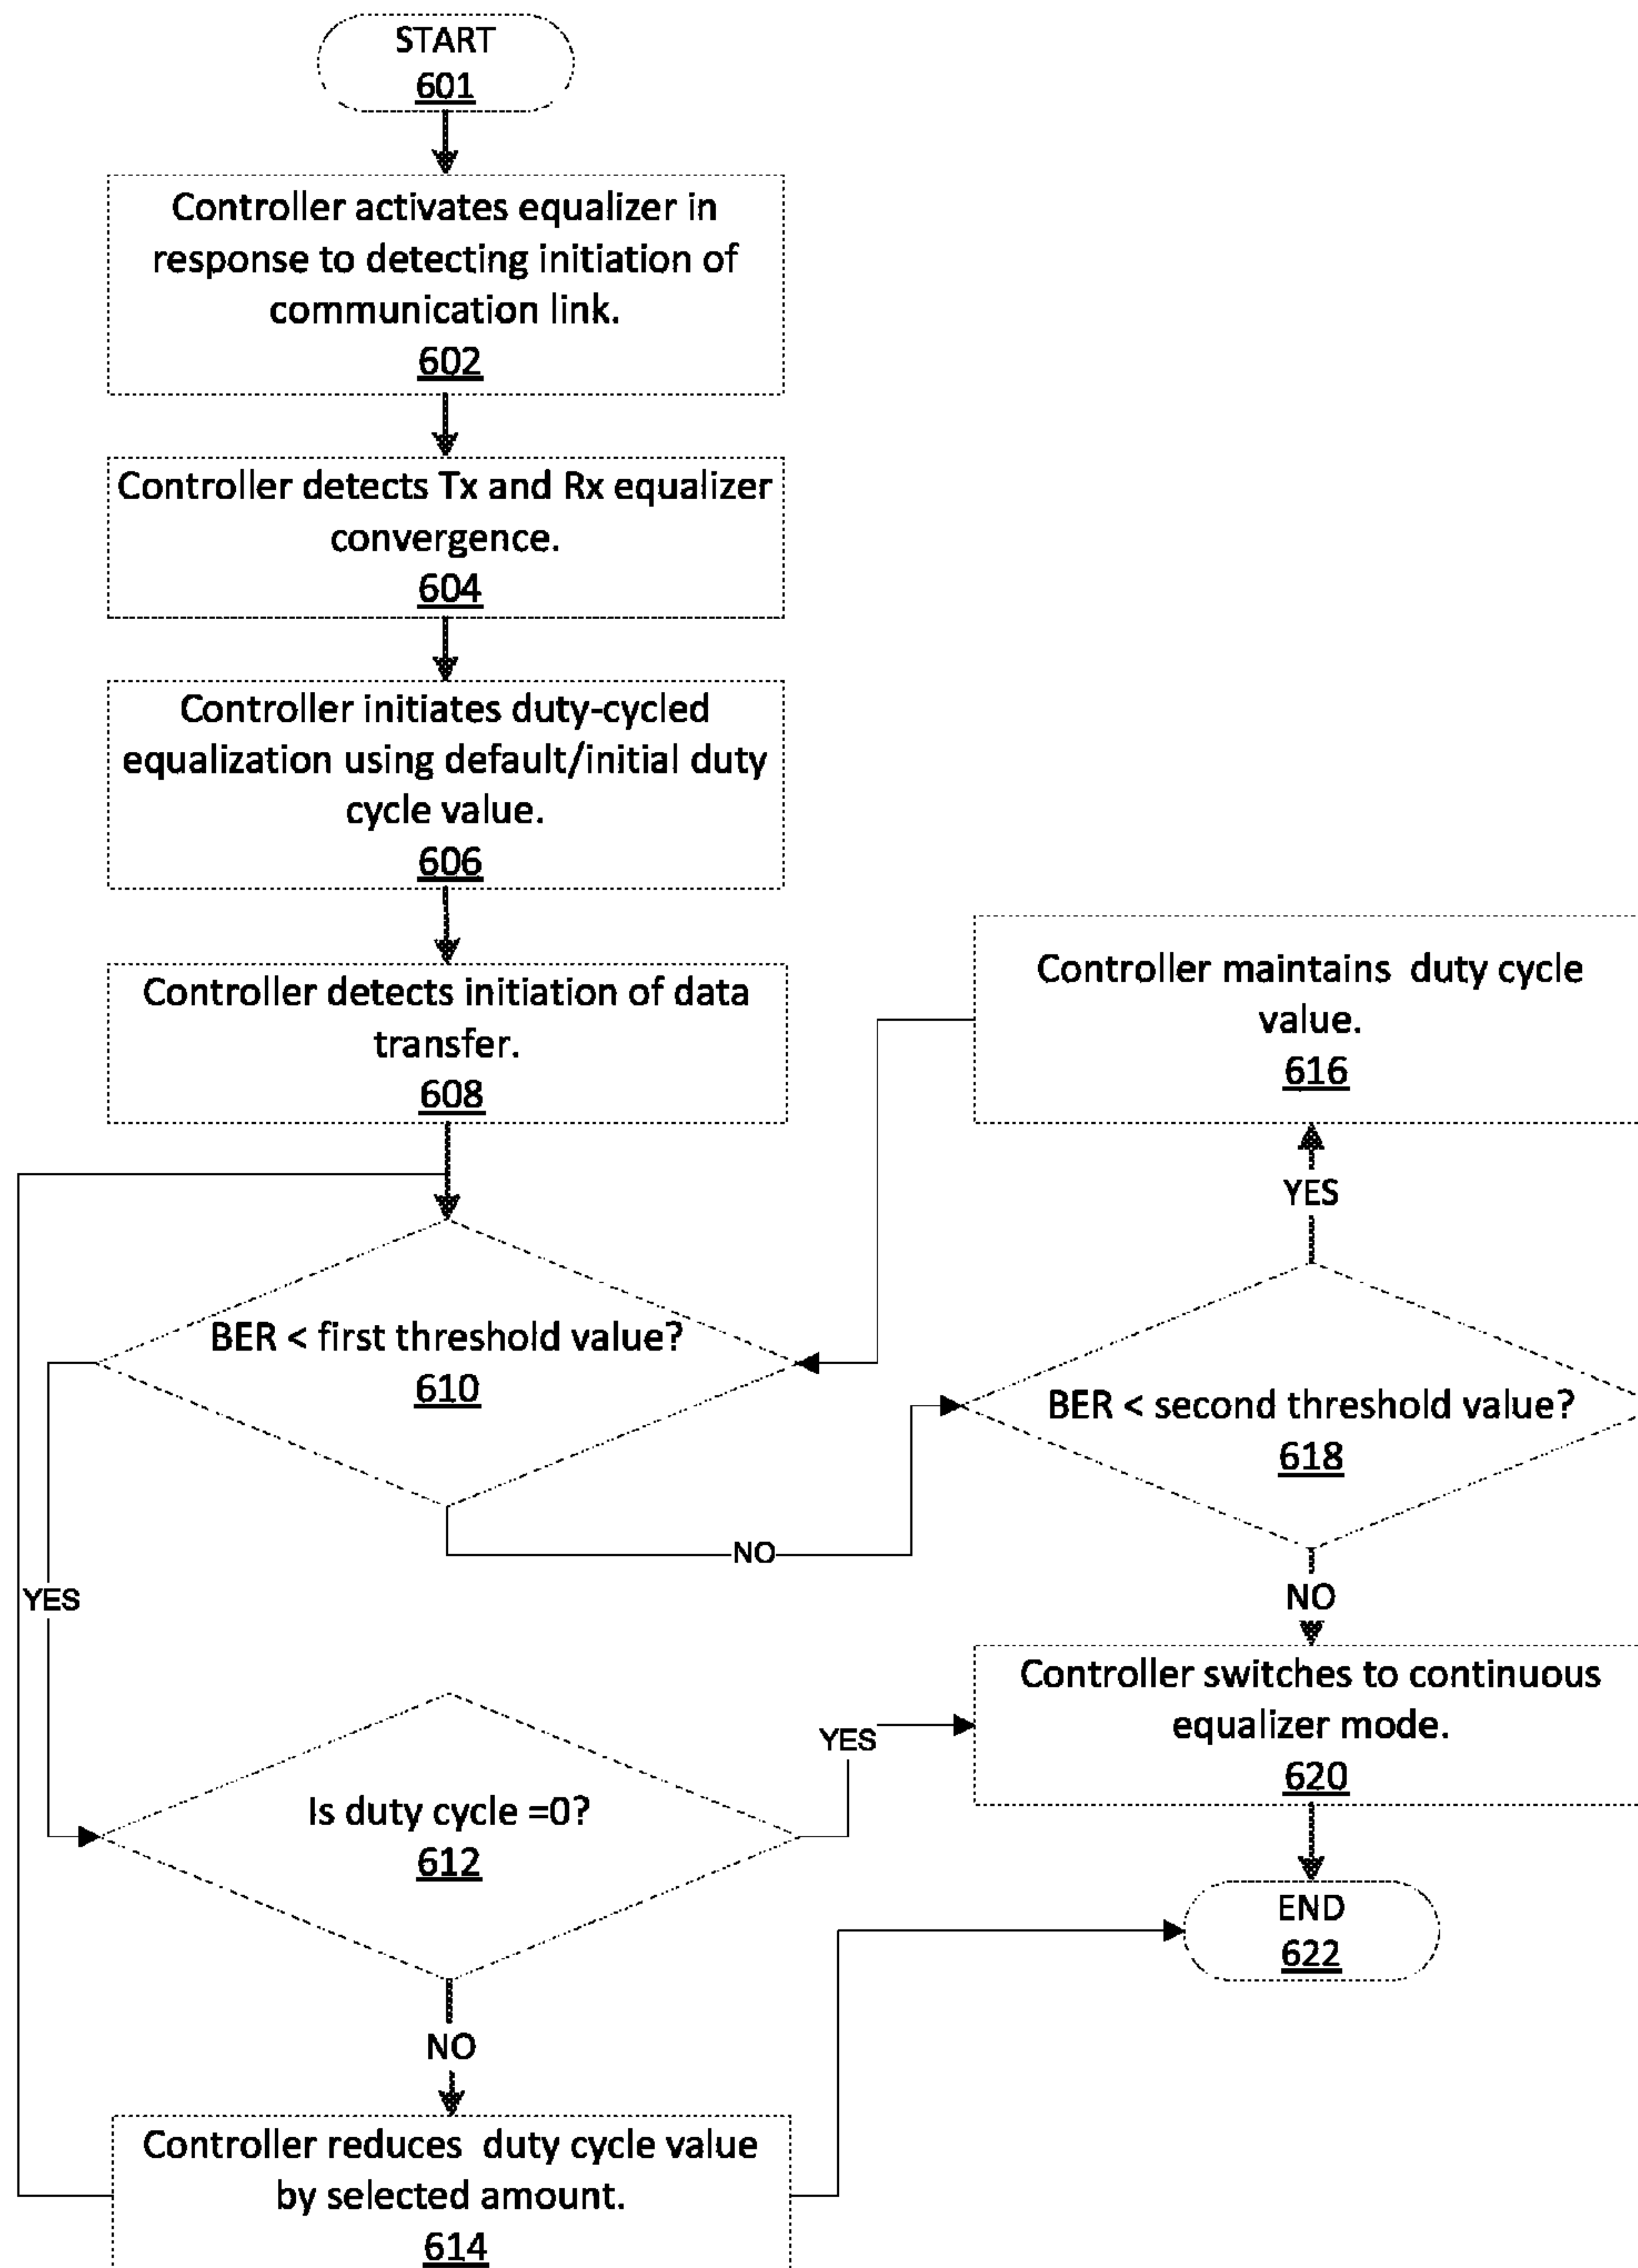 START
601
Controller activates equalizer in
response to detecting initiation of
communication link.
602
Controller detects Tx and Rx equalizer
convergence.
604
Controller initiates duty-cycled
equalization using default/initial duty
cycle value.
606
Controller detects initiation of data
transfer.
608
Controller maintains duty cycle
value.
616
YES
BER < first threshold value?
610
BER < second threshold value?
618
NO
YES
NO
Controller switches to continuous
equalizer mode.
620
YES
Is duty cycle =0?
612
END
622
NO
Controller reduces duty cycle value
by selected amount.
614